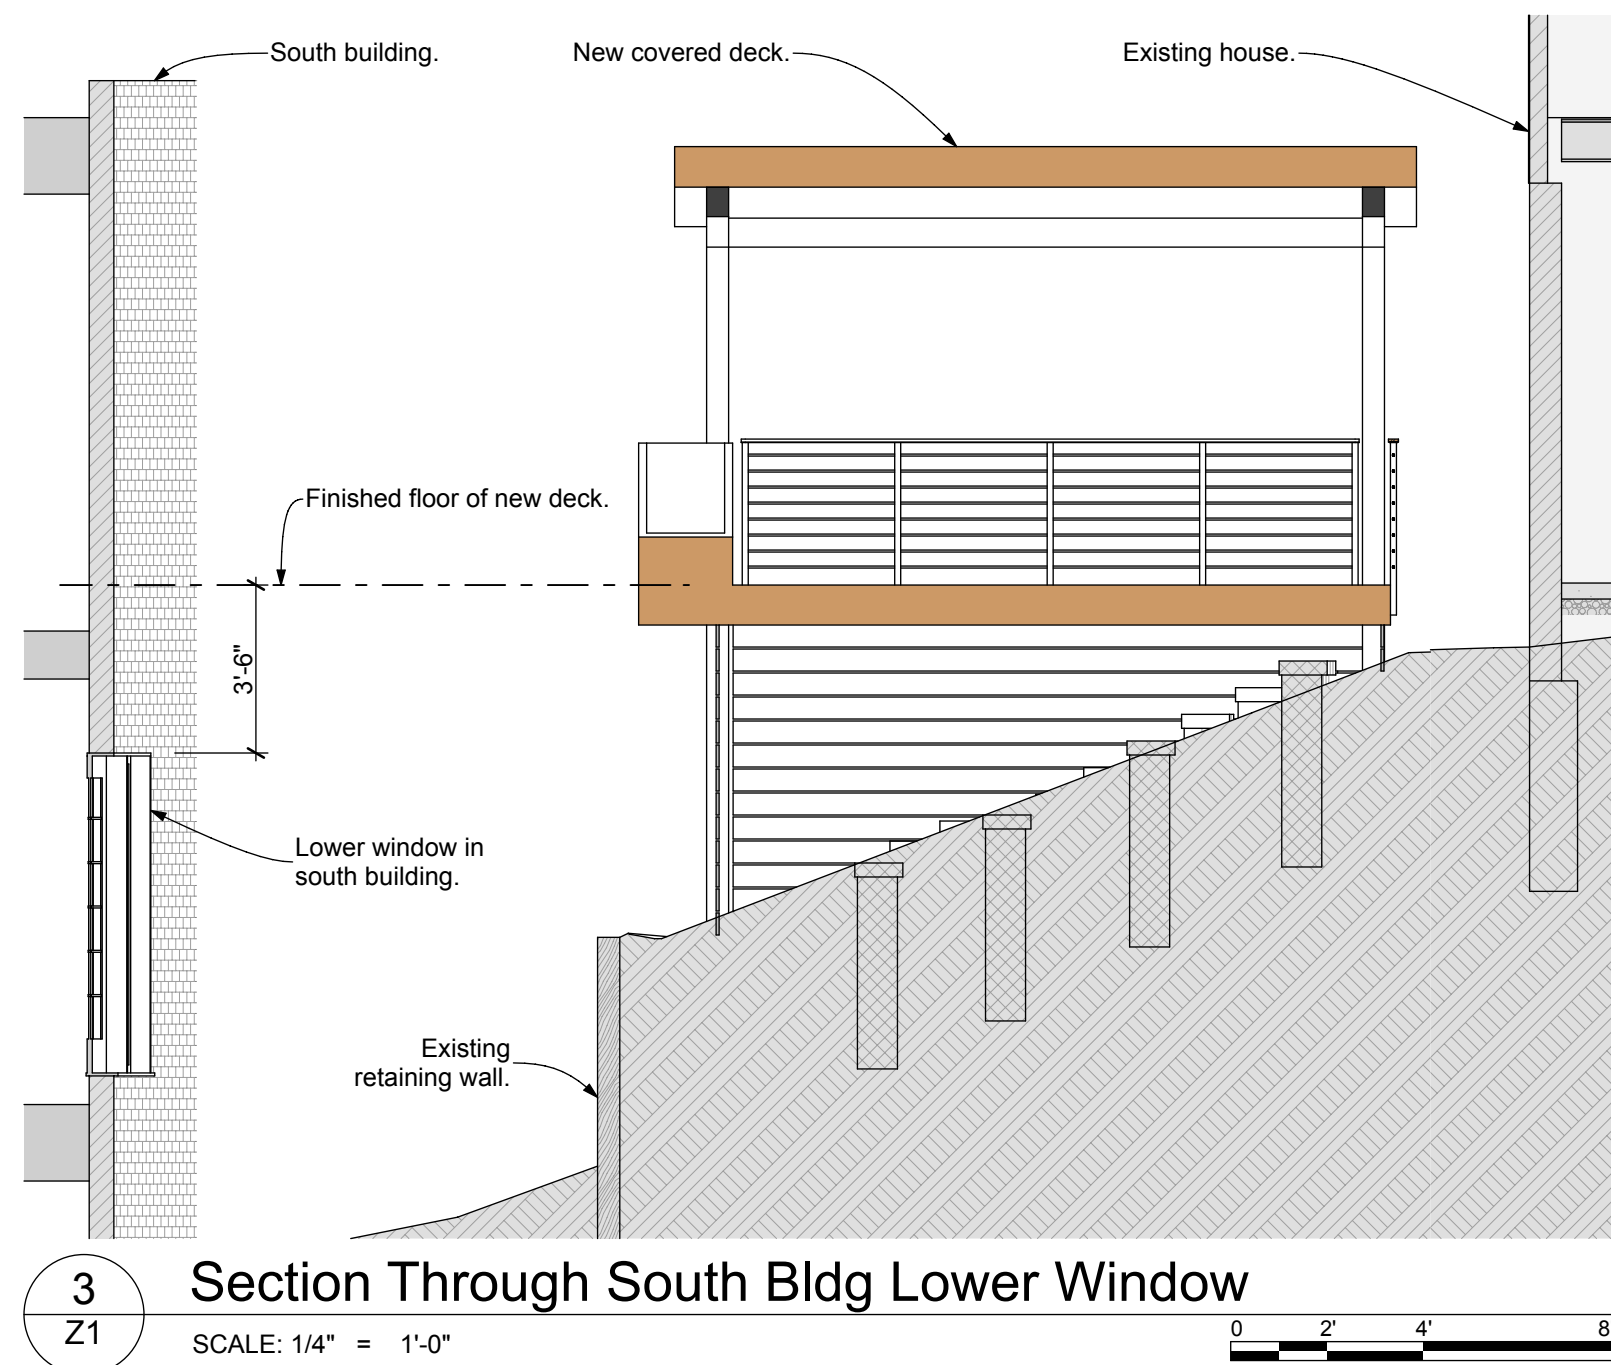 South building.
New covered deck.
Existing house.
Finished floor of new deck.
3'-6"
Lower window in
south building.
Existing
retaining wall.
3
Z1
Section Through South Bldg Lower Window
SCALE: 1/4" = 1'-0"
0 2' 4' 8